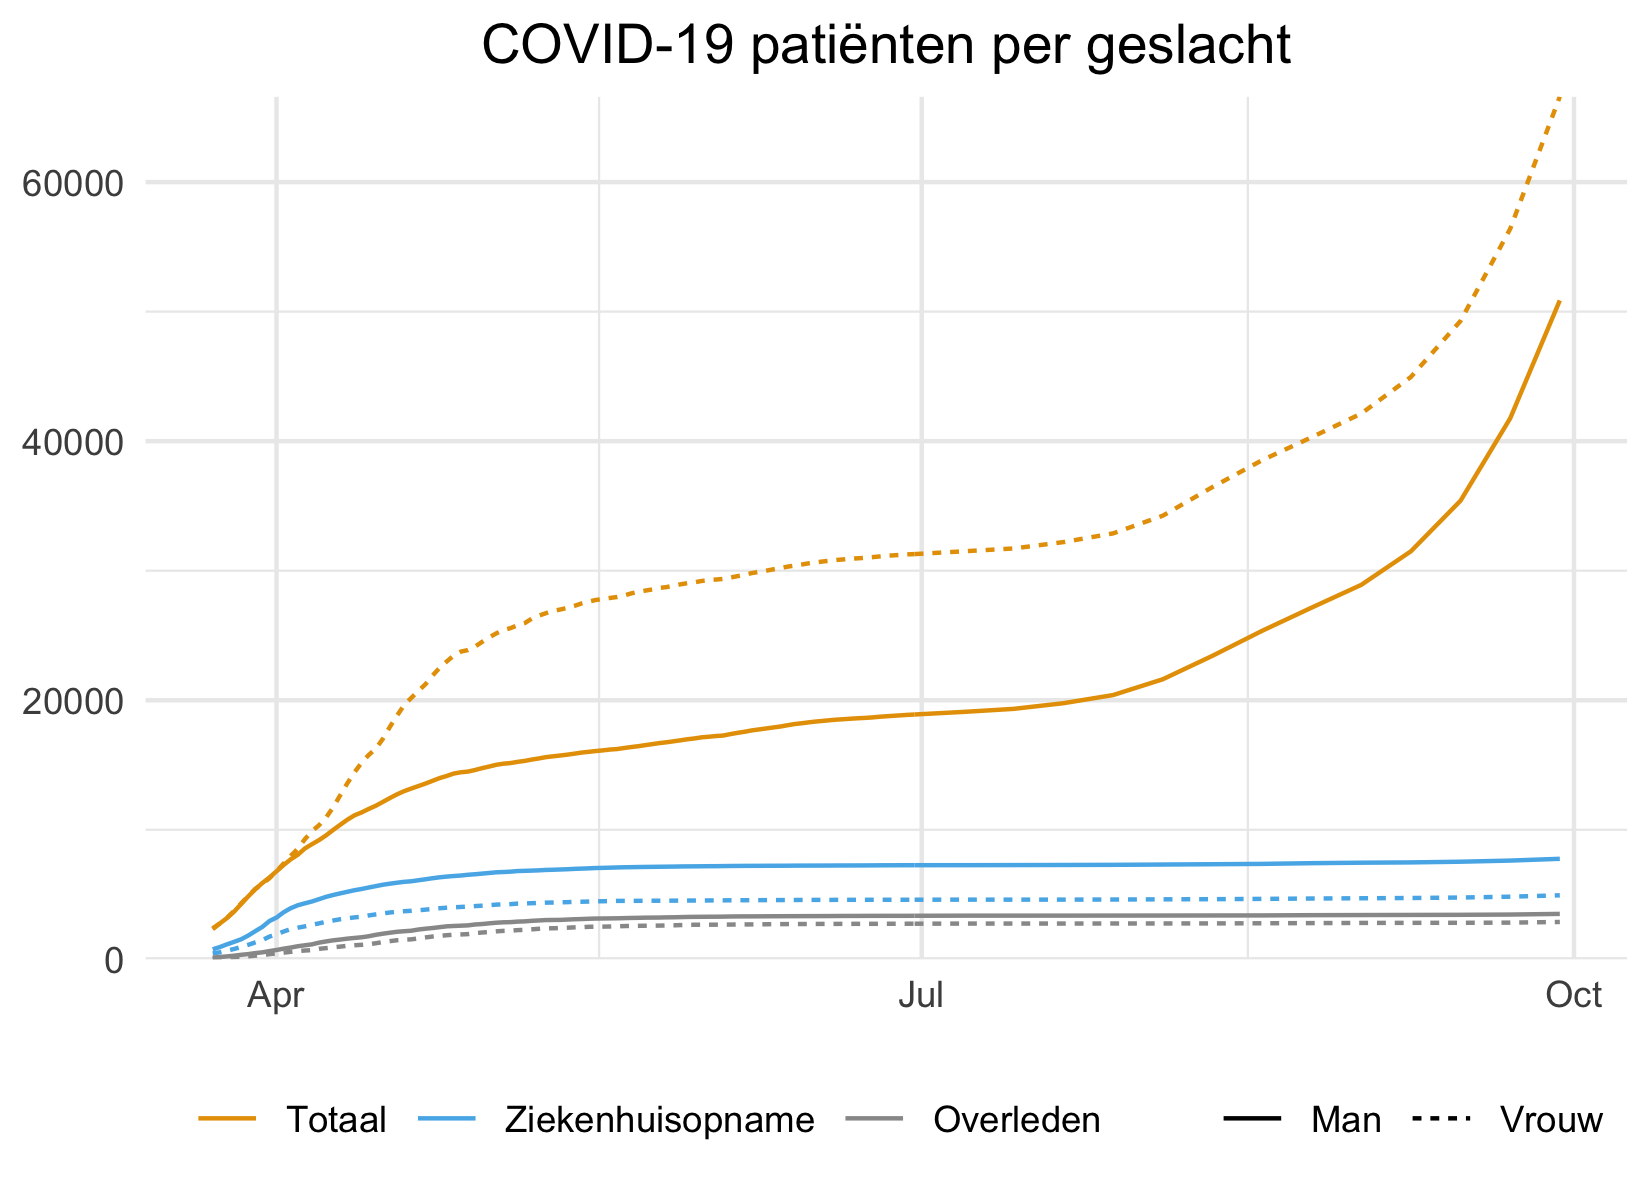 COVID-19 patiënten per geslacht
60000
40000
20000
0
Apr Jul Oct
Totaal Ziekenhuisopname Overleden Man Vrouw